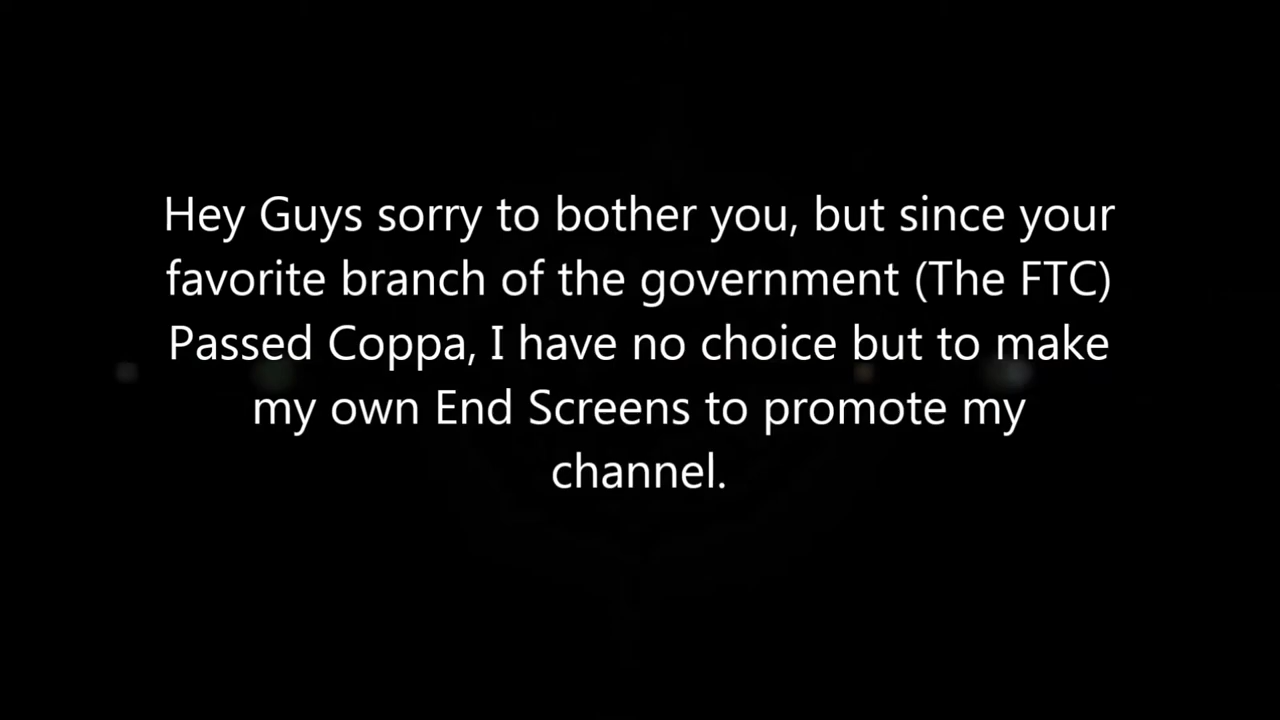 Hey Guys sorry to bother you, but since your
favorite branch of the government (The FTC)
Passed Coppa, I have no choice but to make
my own End Screens to promote my
channel.